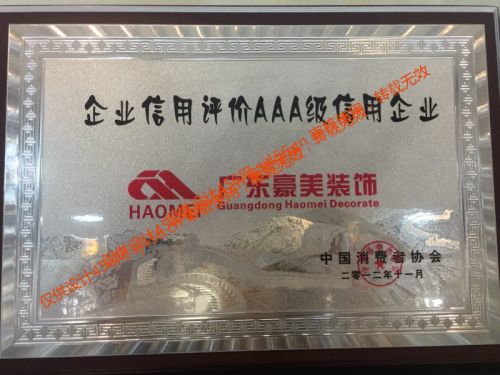 企业信用评价AAA级信用企业
广东豪美装饰
HAOMEI
Guangdong Haomei Decorate
中国消费者协会
二零一二年十一月